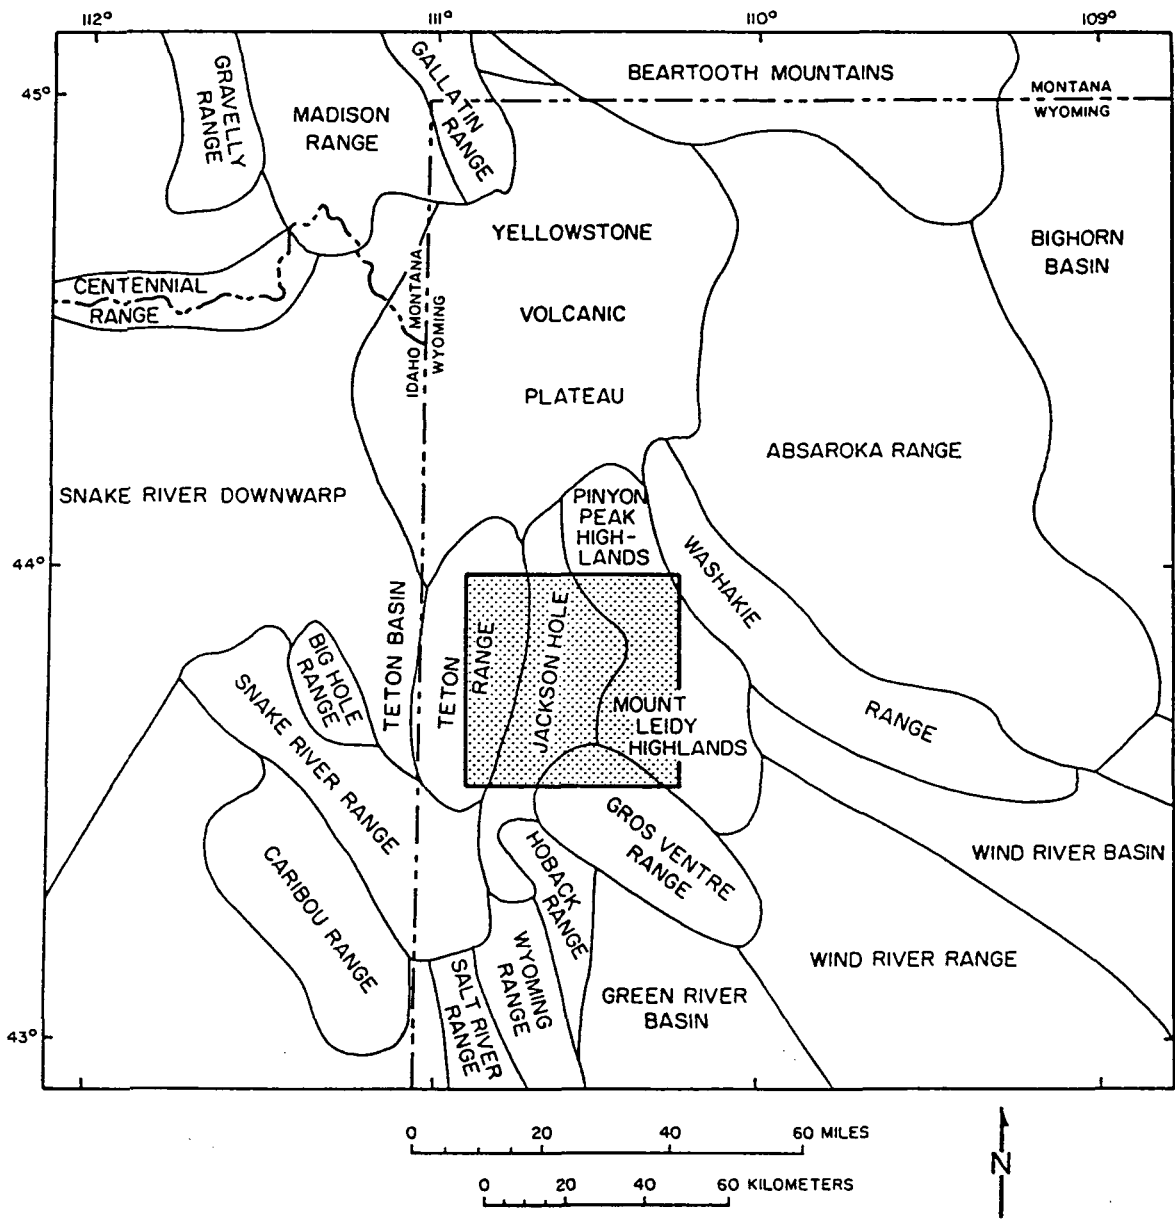 112° 111° 110° 109°
45°
GRAVELLY
RANGE
MADISON
RANGE
GALLATIN
RANGE
BEARTOOTH MOUNTAINS
MONTANA
WYOMING
YELLOWSTONE
VOLCANIC
PLATEAU
BIGHORN
BASIN
CENTENNIAL
RANGE
IDAHO MONTANA
WYOMING
ABSAROKA RANGE
SNAKE RIVER DOWNWARP
PINYON
PEAK
HIGH-
LANDS
44°
WASHAKIE
RANGE
TETON BASIN
TETON
RANGE
JACKSON HOLE
BIG HOLE
RANGE
SNAKE RIVER RANGE
MOUNT
LEIDY
HIGHLANDS
CARIBOU RANGE
HOBACK
RANGE
GROS VENTRE
RANGE
WIND RIVER BASIN
WIND RIVER RANGE
WYOMING
RANGE
SALT RIVER
RANGE
GREEN RIVER
BASIN
43°
0 20 40 60 MILES
0 20 40 60 KILOMETERS
N